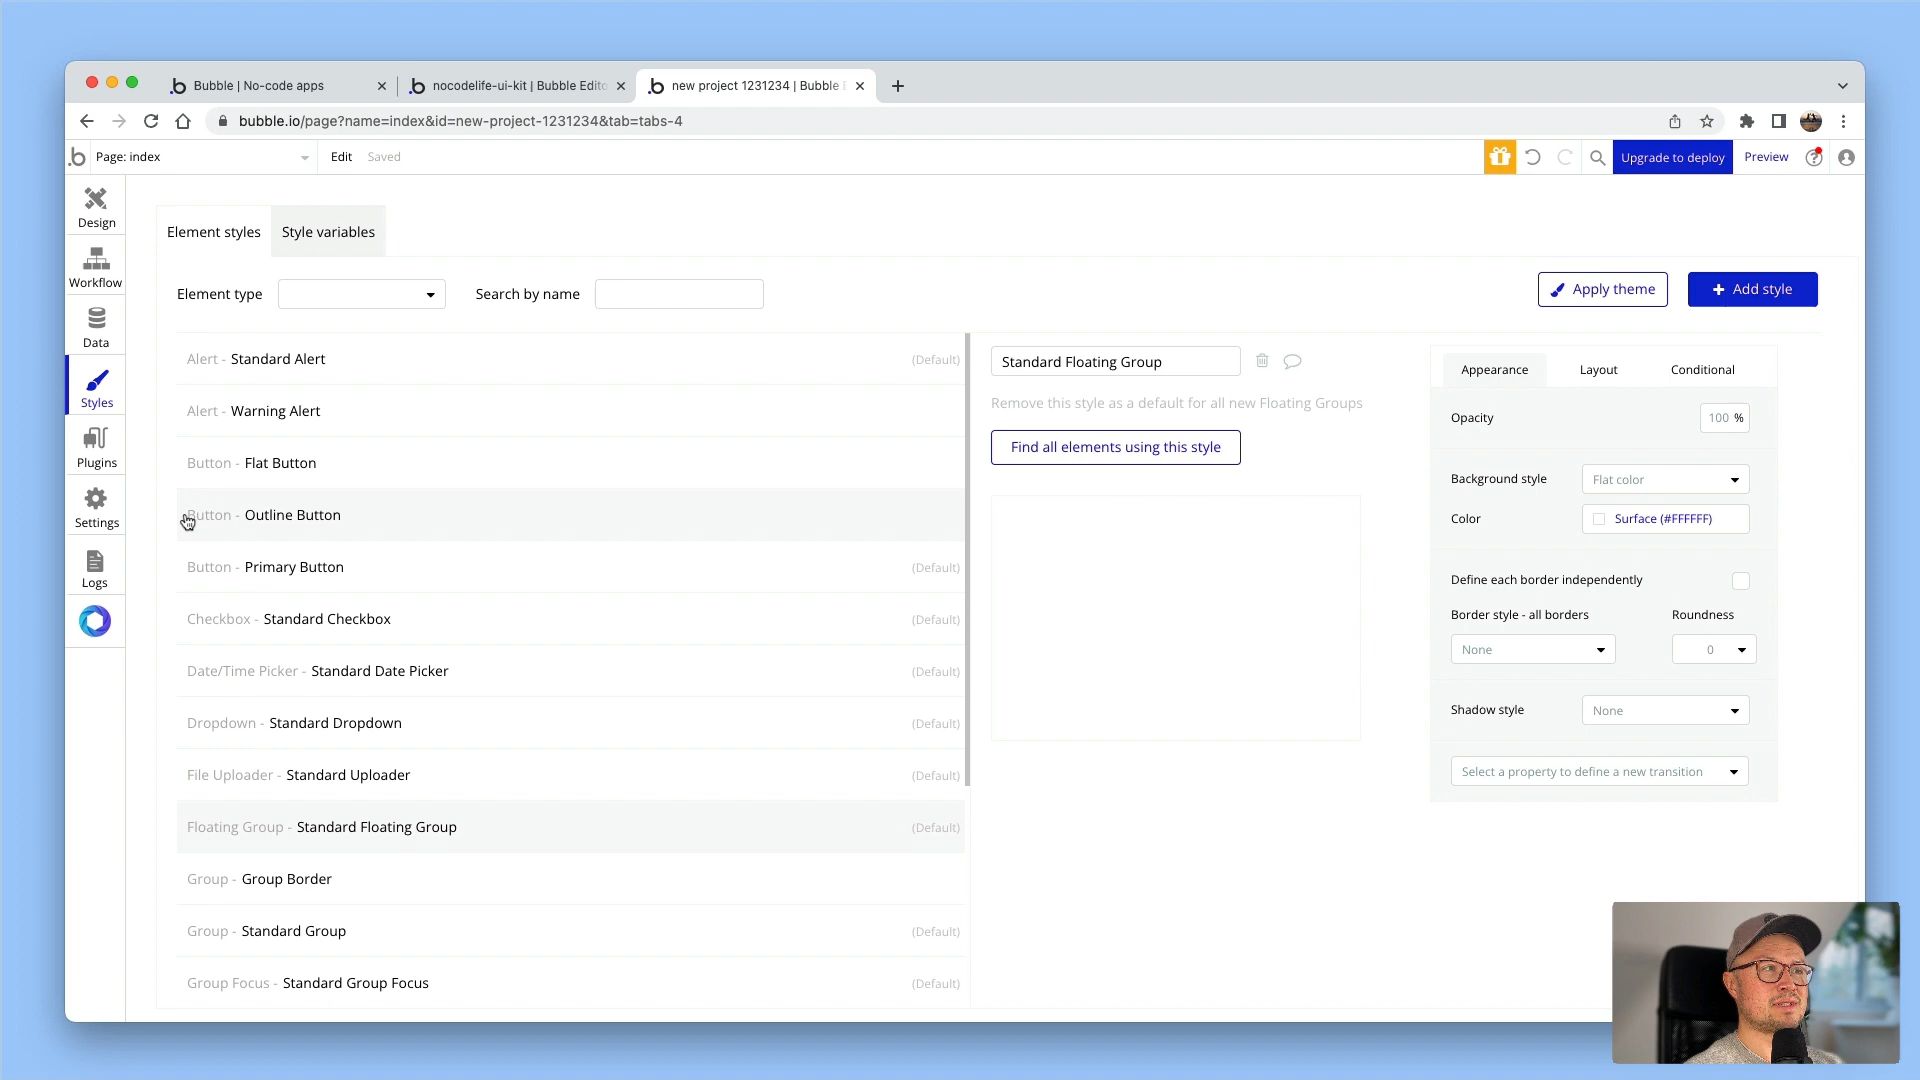 Bubble | No-code apps
nocodelife-ui-kit | Bubble Edito
new project 1231234 | Bubble E
bubble.io/page?name=index&id=new-project-1231234&tab=tabs-4
Page: index
Edit
Saved
Upgrade to deploy
Preview
Design
Workflow
Data
Styles
Plugins
Settings
Logs
Element styles
Style variables
Element type
Search by name
Apply theme
+ Add style
Alert - Standard Alert (Default)
Alert - Warning Alert
Button - Flat Button
Button - Outline Button
Button - Primary Button (Default)
Checkbox - Standard Checkbox (Default)
Date/Time Picker - Standard Date Picker (Default)
Dropdown - Standard Dropdown (Default)
File Uploader - Standard Uploader (Default)
Floating Group - Standard Floating Group (Default)
Group - Group Border
Group - Standard Group (Default)
Group Focus - Standard Group Focus (Default)
Standard Floating Group
Remove this style as a default for all new Floating Groups
Find all elements using this style
Appearance
Layout
Conditional
Opacity
100 %
Background style
Flat color
Color
Surface (#FFFFFF)
Define each border independently
Border style - all borders
Roundness
None
0
Shadow style
None
Select a property to define a new transition